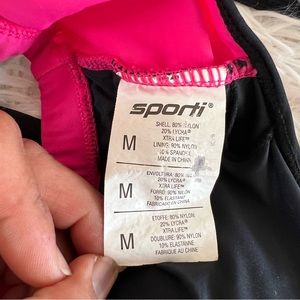 sporti®
SHELL: 80% NYLON
20% LYCRA®
XTRA LIFE™
M
LINING: 90% NYLON
10% SPANDEX
MADE IN CHINA
ENVOLTURA: 80% NYLON
20% LYCRA®
XTRA LIFE™
M
FORRO: 90% NYLON
10% ELASTANO
FABRICADO EN CHINA
ETOFFE: 80% NYLON
20% LYCRA®
XTRA LIFE™
M
DOUBLURE: 90% NYLON
10% ELASTANNE
FABRIQUE AU CHINE